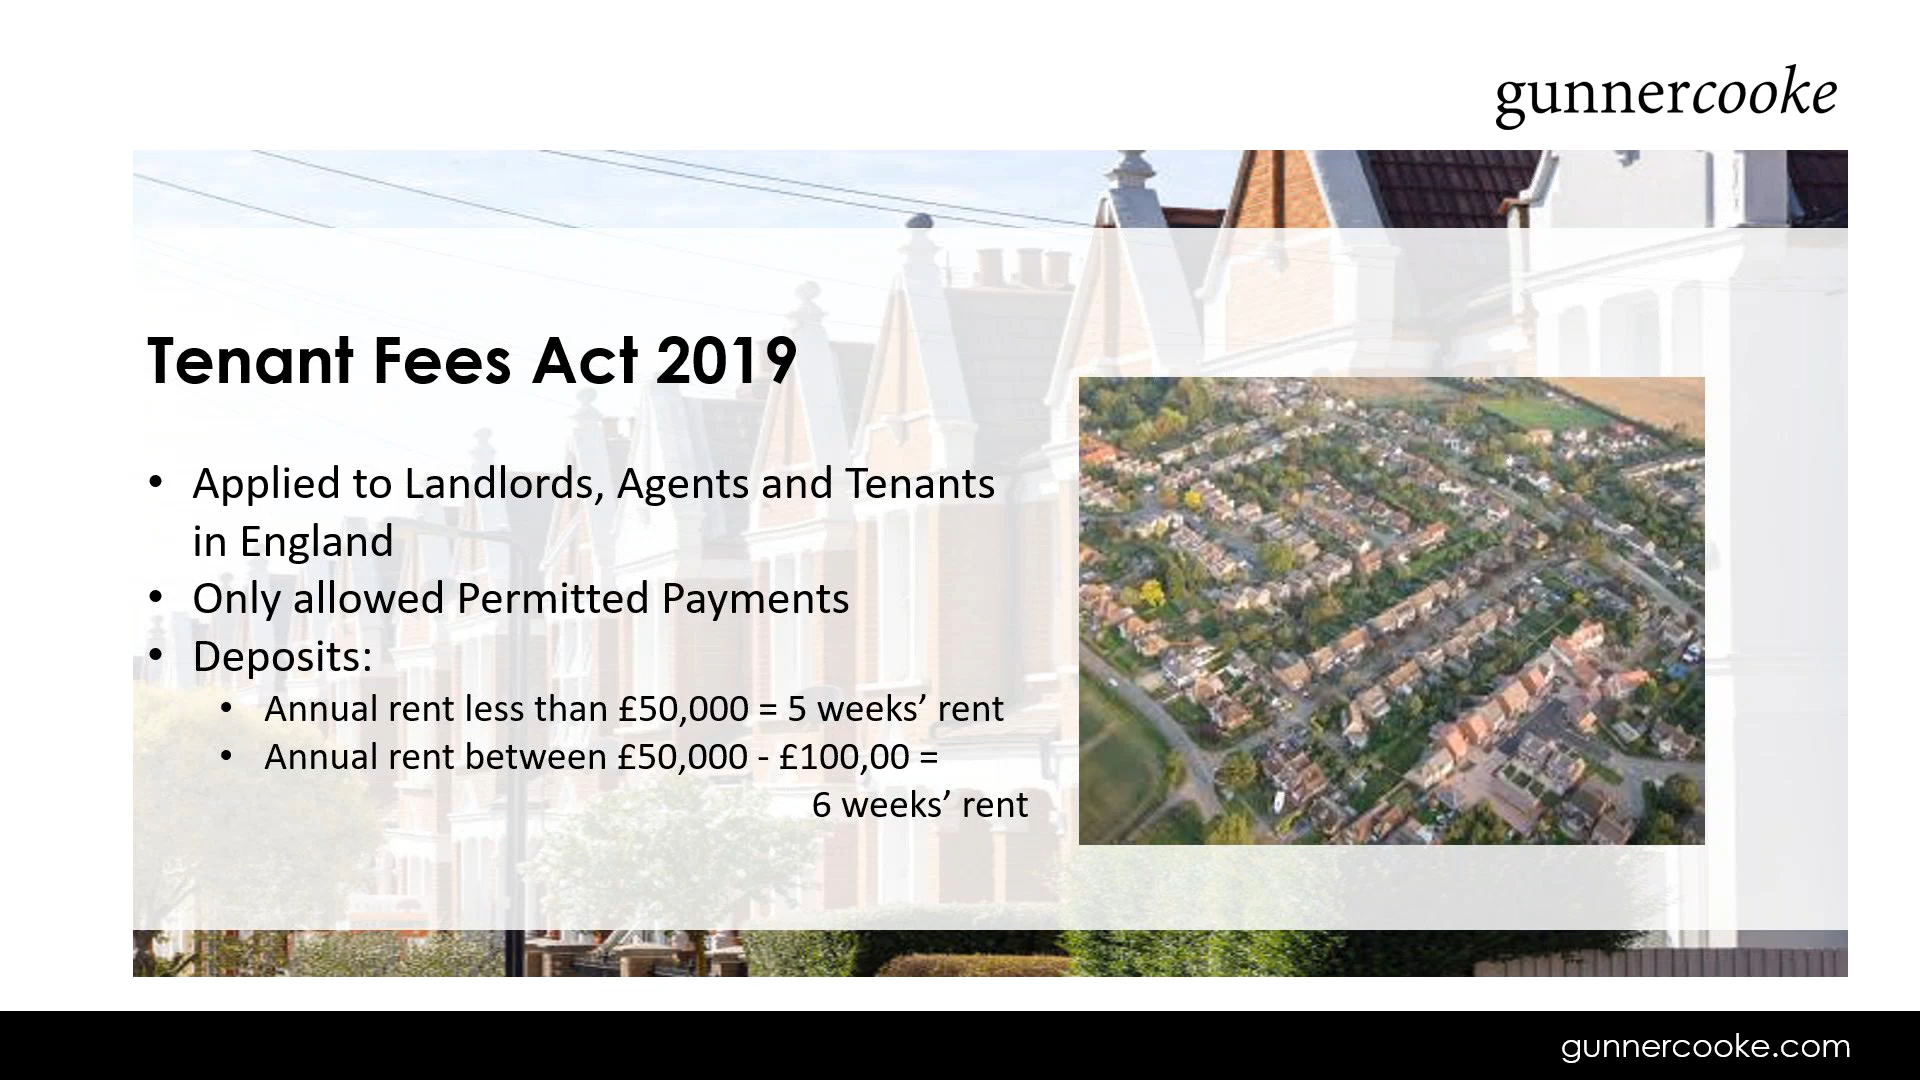 gunnercooke
Tenant Fees Act 2019
• Applied to Landlords, Agents and Tenants
in England
• Only allowed Permitted Payments
• Deposits:
• Annual rent less than £50,000 = 5 weeks’ rent
• Annual rent between £50,000 - £100,00 =
6 weeks’ rent
gunnercooke.com